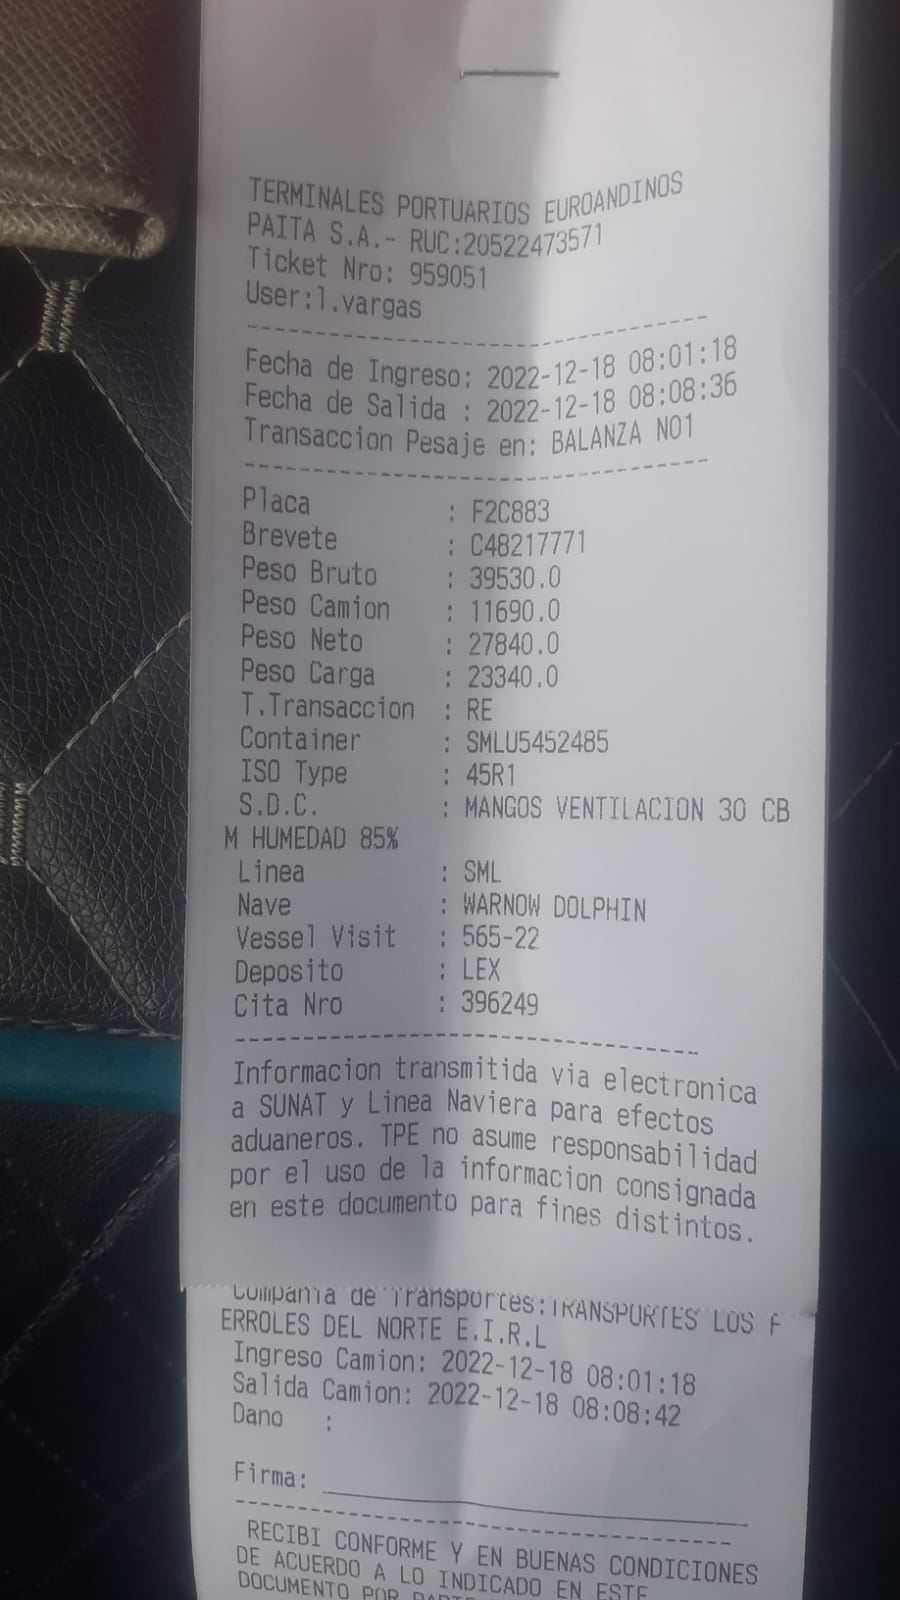 TERMINALES PORTUARIOS EUROANDINOS
PAITA S.A.- RUC:20522473571
Ticket Nro: 959051
User:l.vargas
Fecha de Ingreso: 2022-12-18 08:01:18
Fecha de Salida : 2022-12-18 08:08:36
Transaccion Pesaje en: BALANZA NO1
Placa : F2C883
Brevete : C48217771
Peso Bruto : 39530.0
Peso Camion : 11690.0
Peso Neto : 27840.0
Peso Carga : 23340.0
T.Transaccion : RE
Container : SMLU5452485
ISO Type : 45R1
S.D.C. : MANGOS VENTILACION 30 CB
M HUMEDAD 85%
Linea : SML
Nave : WARNOW DOLPHIN
Vessel Visit : 565-22
Deposito : LEX
Cita Nro : 396249
Informacion transmitida via electronica
a SUNAT y Linea Naviera para efectos
aduaneros. TPE no asume responsabilidad
por el uso de la informacion consignada
en este documento para fines distintos.
Compania de Transportes:TRANSPORTES LOS F
ERROLES DEL NORTE E.I.R.L
Ingreso Camion: 2022-12-18 08:01:18
Salida Camion: 2022-12-18 08:08:42
Dano :
Firma:
RECIBI CONFORME Y EN BUENAS CONDICIONES
DE ACUERDO A LO INDICADO EN ESTE
DOCUMENTO POR